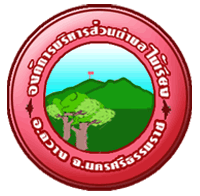 องค์การบริหารส่วนตำบลไม้เรียง
อ.ฉวาง จ.นครศรีธรรมราช